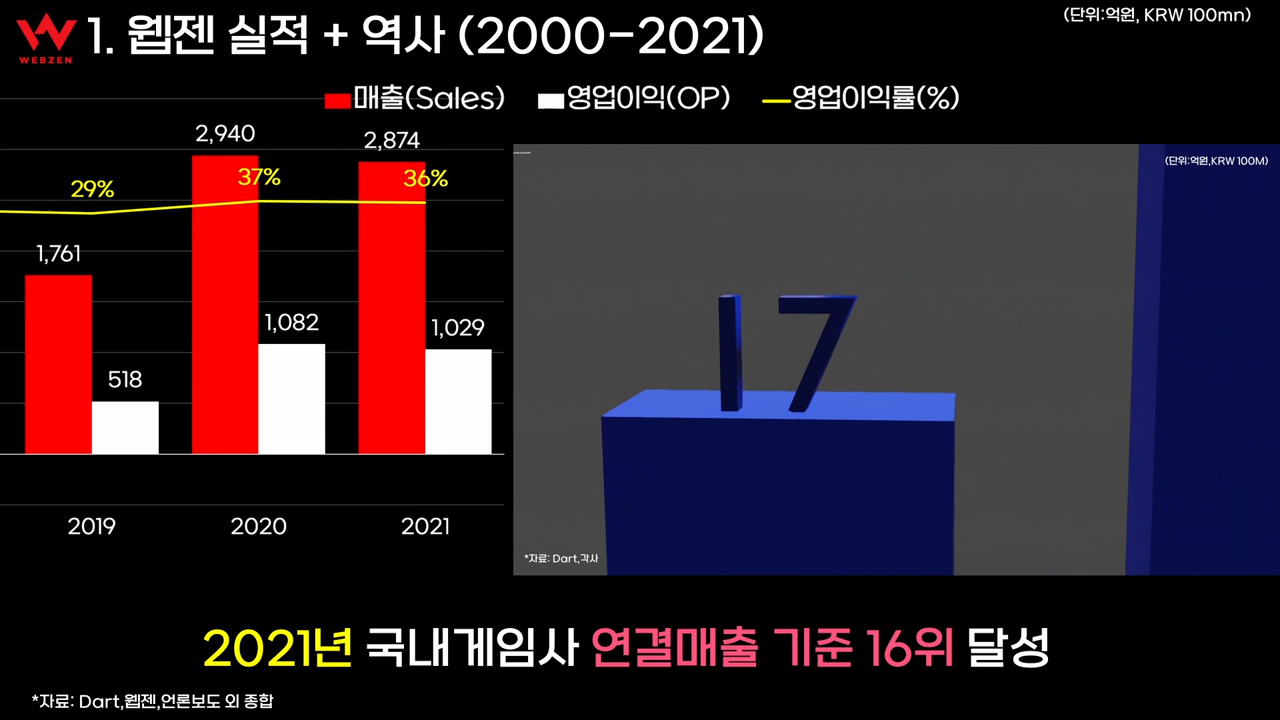 WEBZEN
1. 웹젠 실적 + 역사 (2000-2021)
(단위:억원, KRW 100mn)
매출(Sales) 영업이익(OP) 영업이익률(%)
2,940
2,874
29%
37%
36%
1,761
1,082
1,029
518
2019 2020 2021
(단위:억원,KRW 100M)
17
*자료: Dart,각사
2021년 국내게임사 연결매출 기준 16위 달성
*자료: Dart,웹젠,언론보도 외 종합